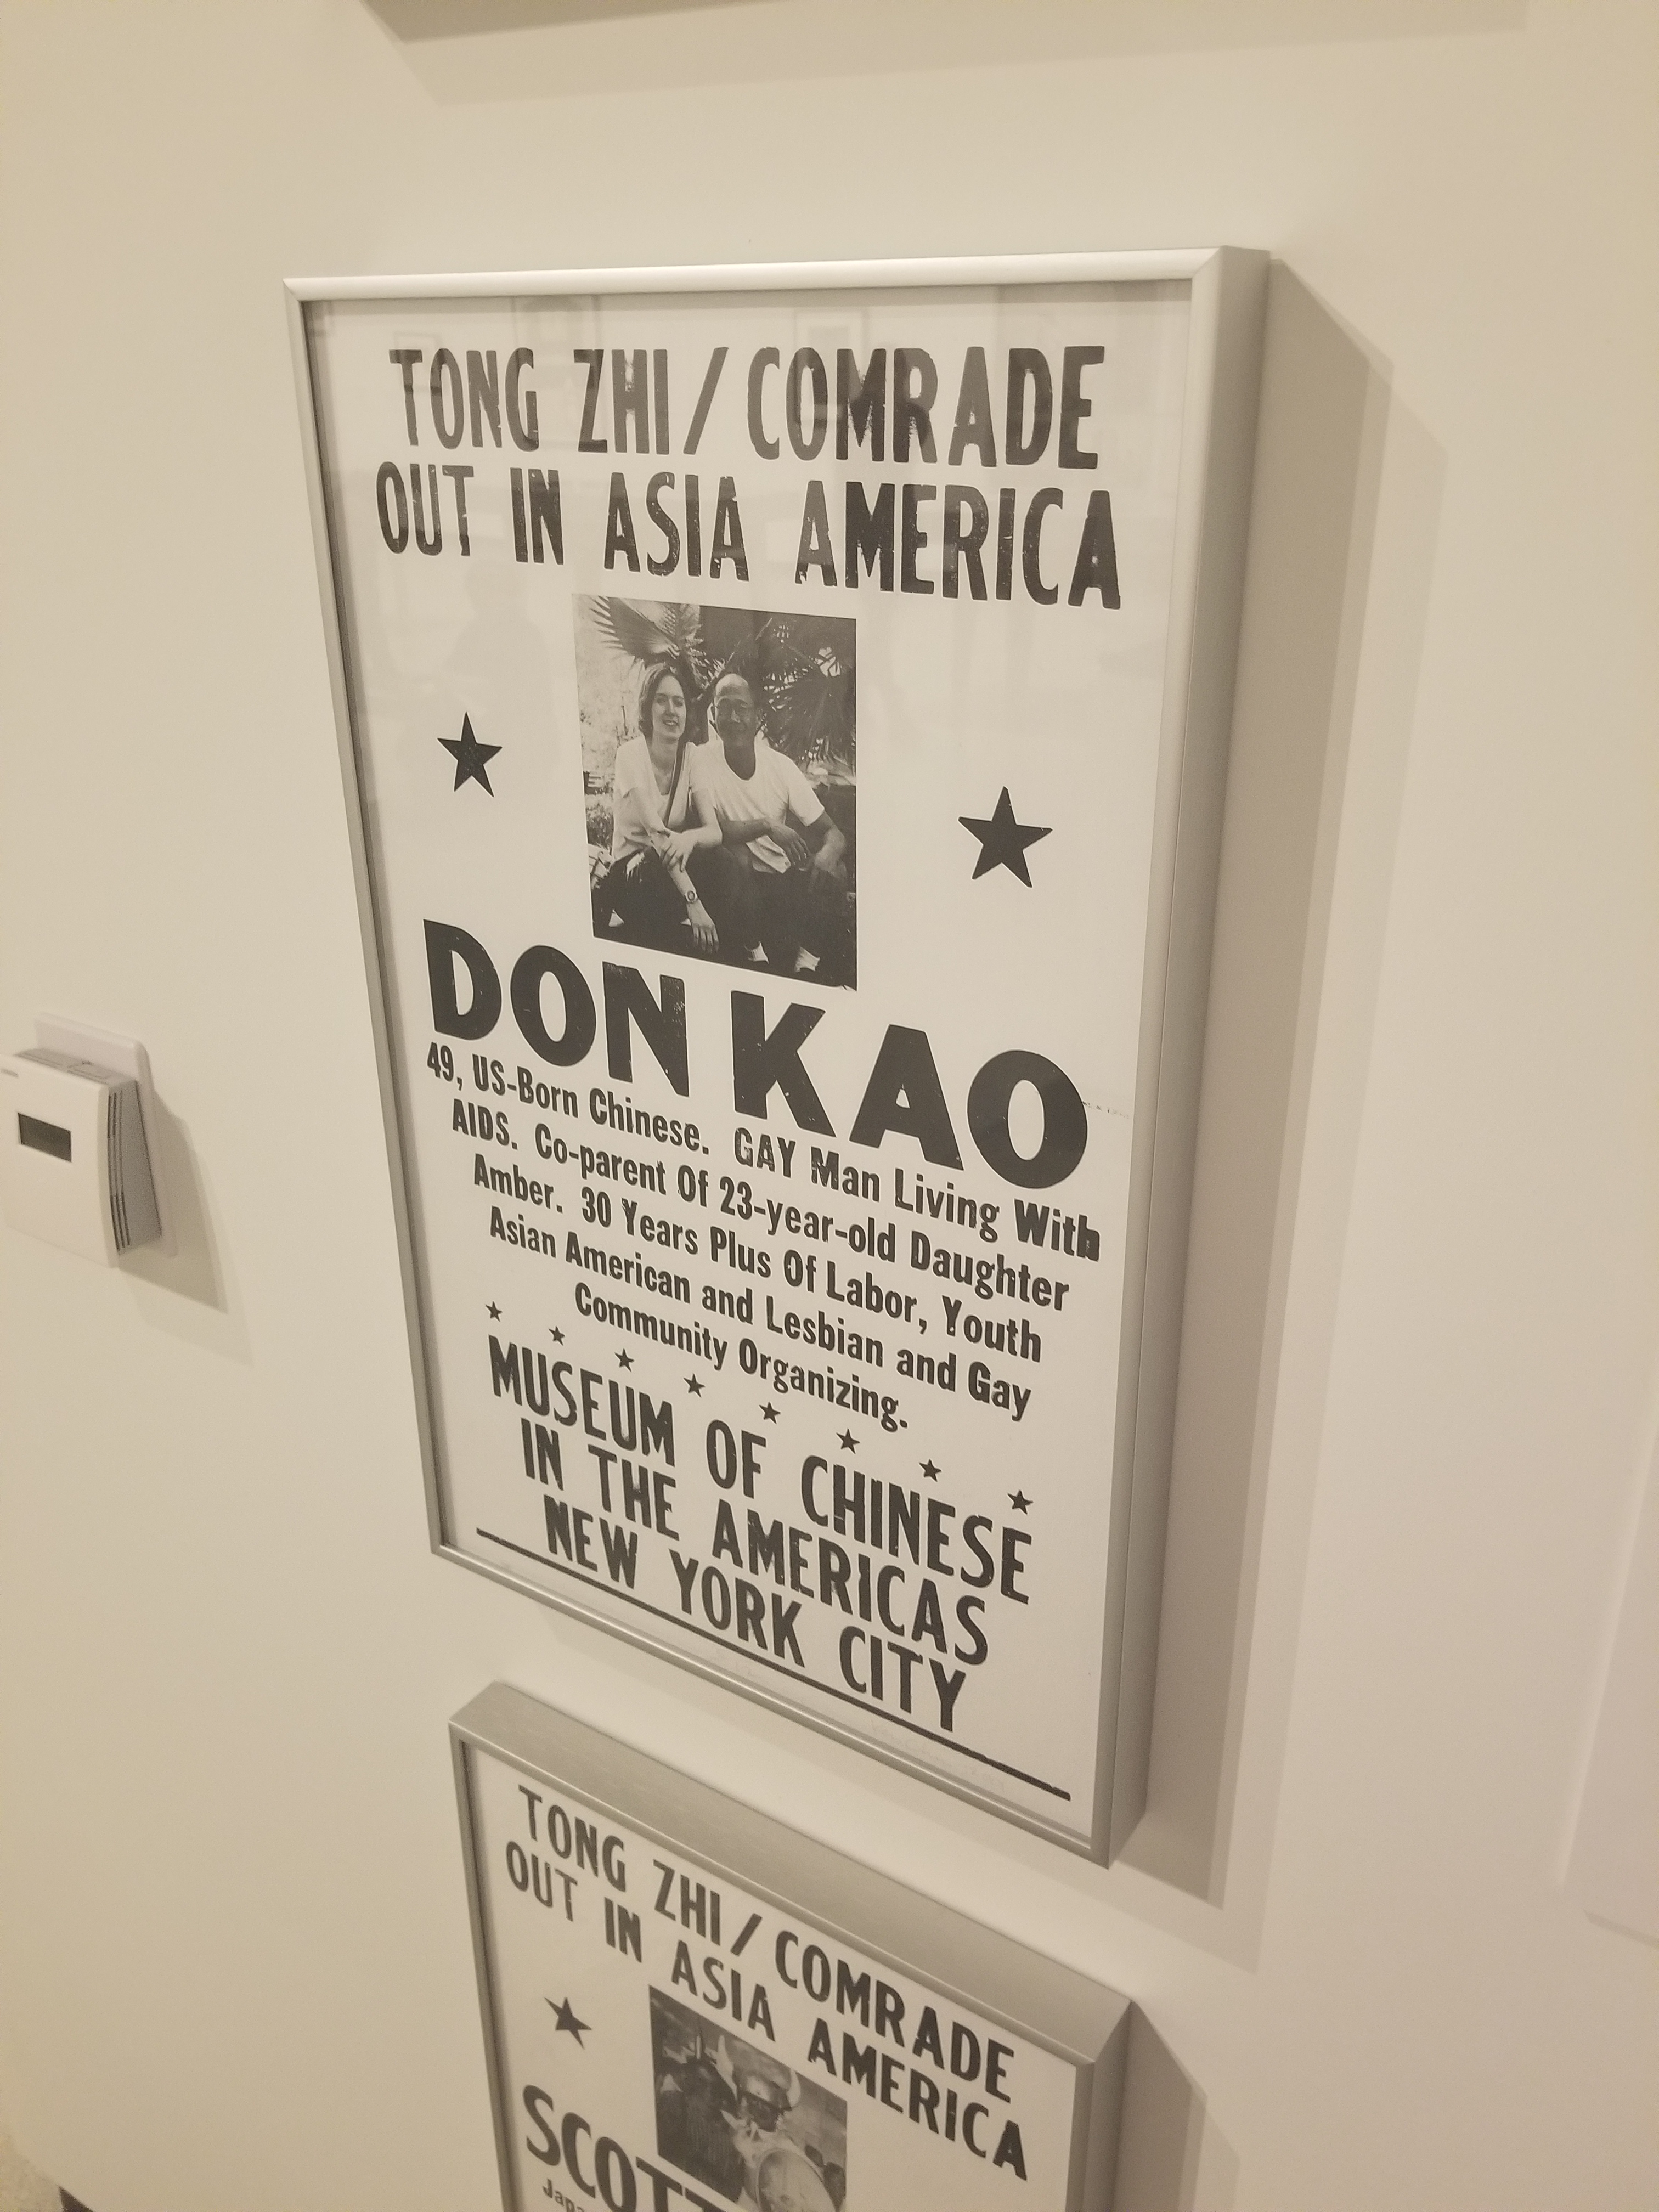 TONG ZHI/COMRADE
OUT IN ASIA AMERICA
DON KAO
49, US-Born Chinese. GAY Man Living With
AIDS. Co-parent Of 23-year-old Daughter
Amber. 30 Years Plus Of Labor, Youth
Asian American and Lesbian and Gay
Community Organizing.
MUSEUM OF CHINESE
IN THE AMERICAS
NEW YORK CITY
TONG ZHI/COMRADE
OUT IN ASIA AMERICA
SCOTT